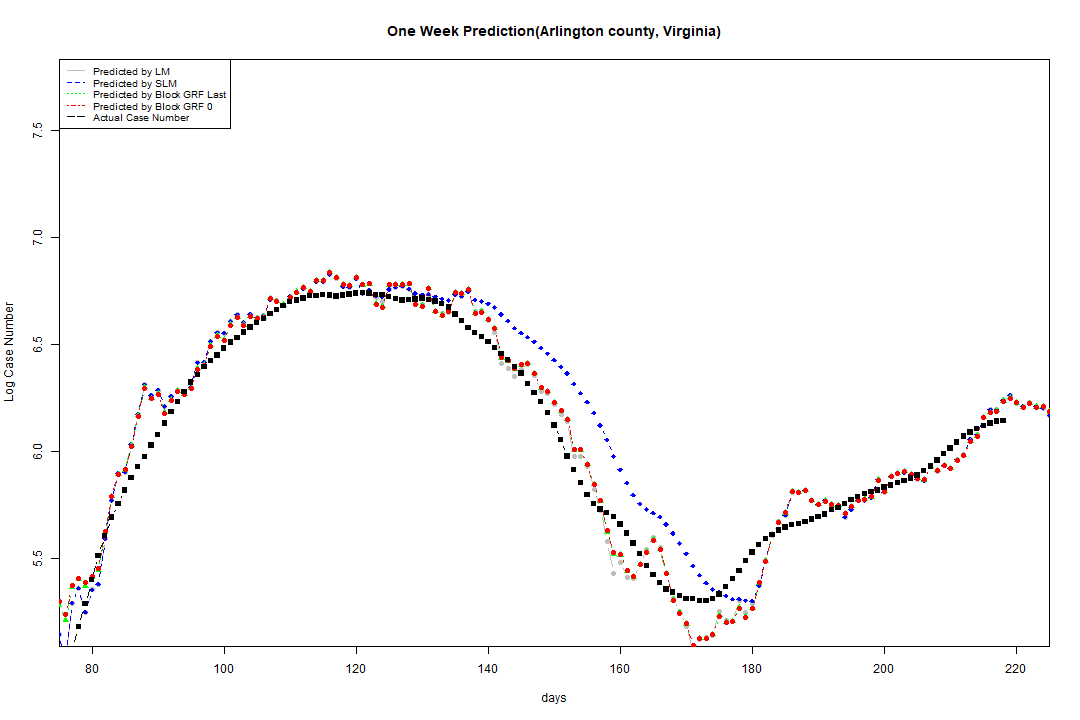 One Week Prediction(Arlington county, Virginia)
Predicted by LM
Predicted by SLM
Predicted by Block GRF Last
Predicted by Block GRF 0
Actual Case Number
Log Case Number
7.5
7.0
6.5
6.0
5.5
80 100 120 140 160 180 200 220
days